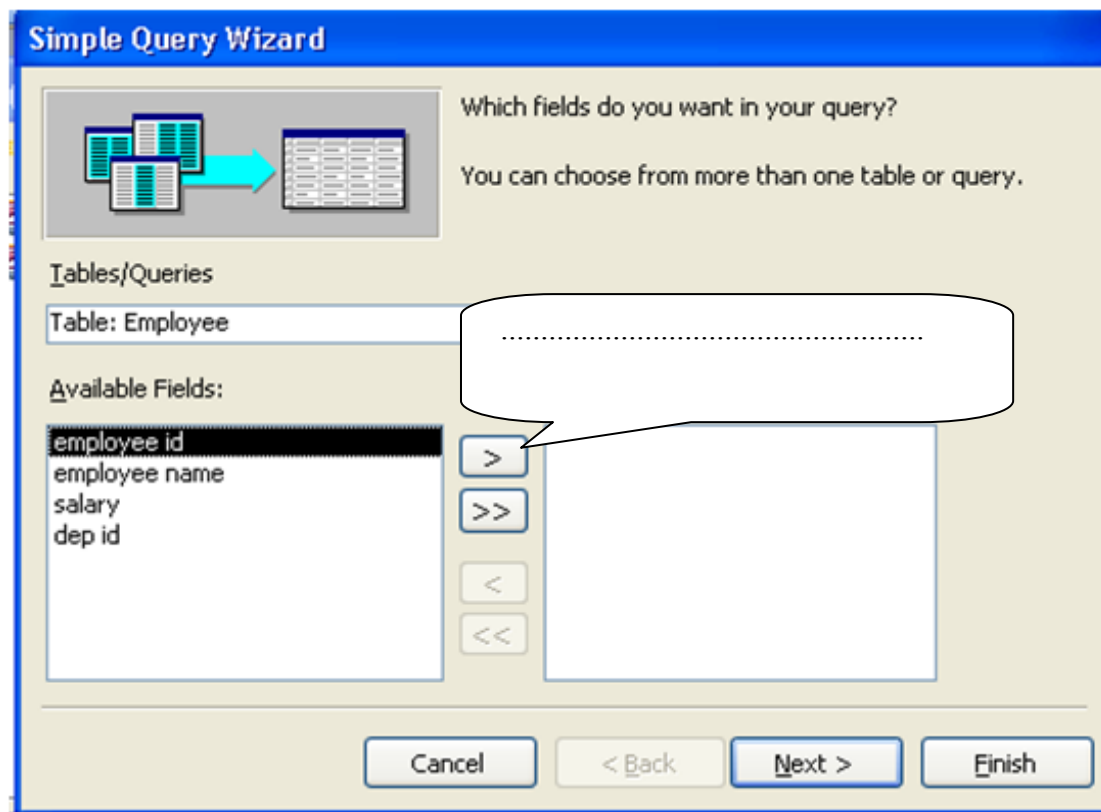 Simple Query Wizard
Which fields do you want in your query?
You can choose from more than one table or query.
Tables/Queries
Table: Employee
......................................................
Available Fields:
employee id
employee name
salary
dep id
>
>>
<
<<
Cancel
< Back
Next >
Finish